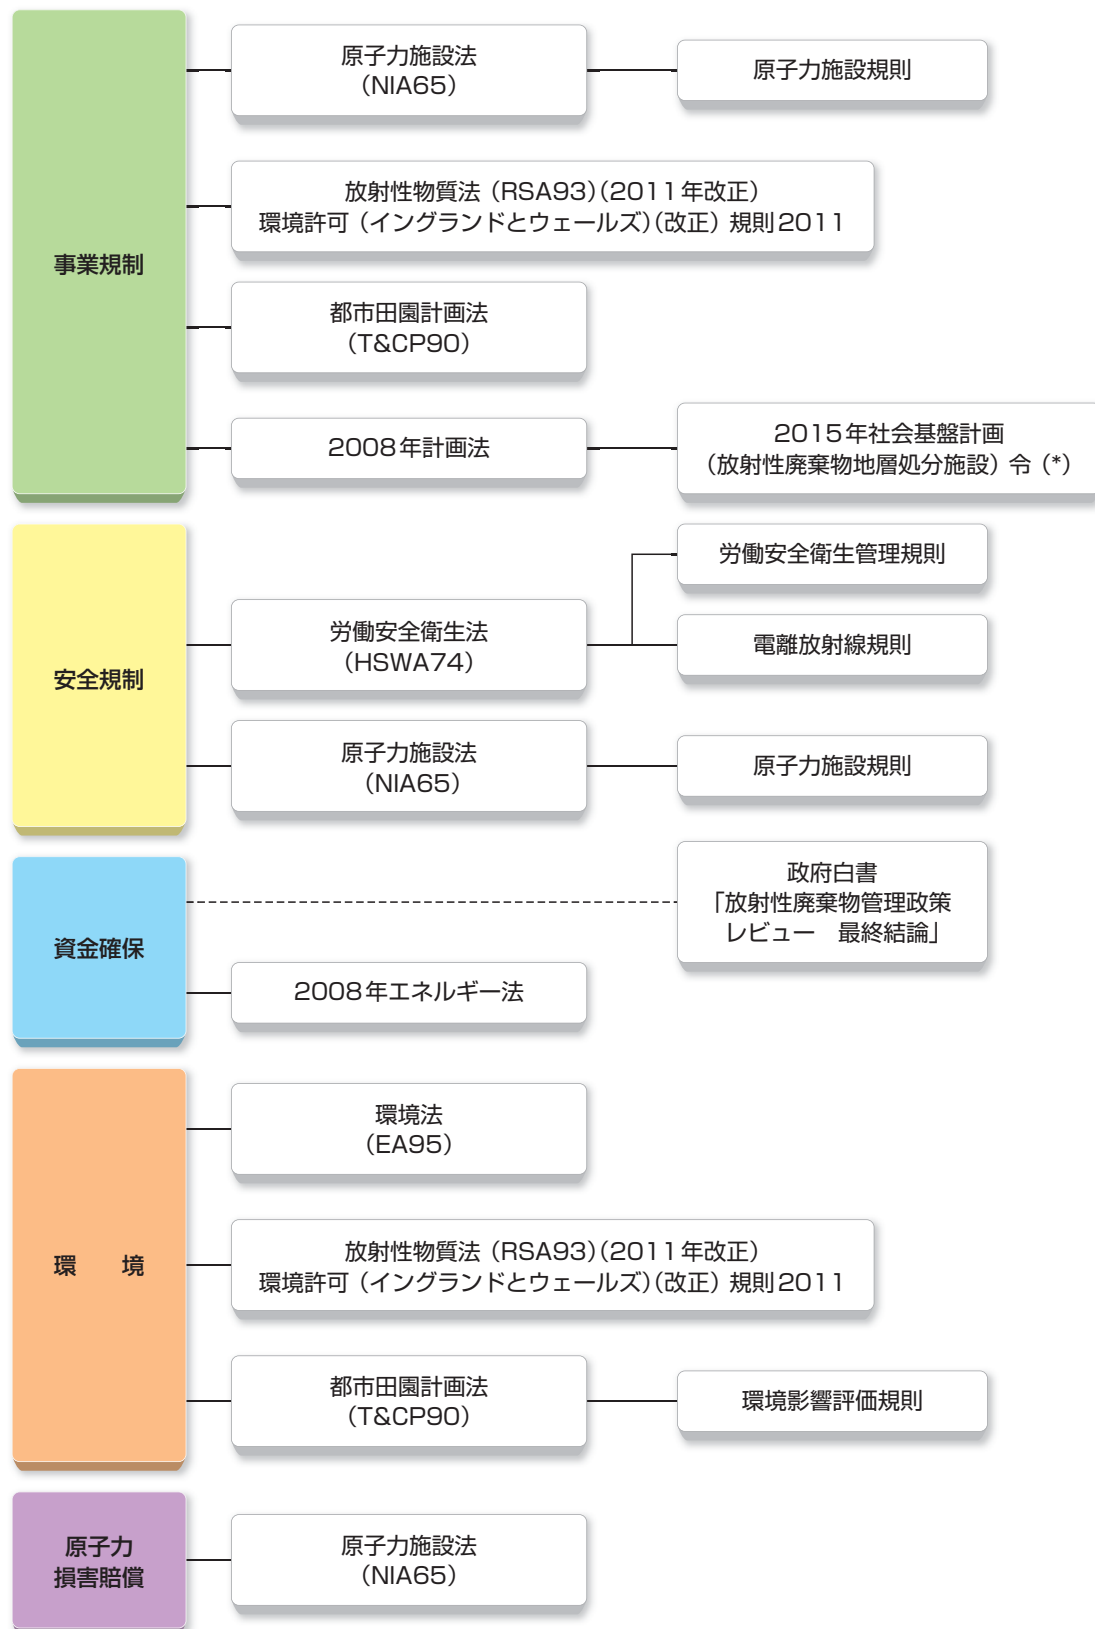 事業規制
原子力施設法
（NIA65）
原子力施設規則
放射性物質法（RSA93）（2011年改正）
環境許可（イングランドとウェールズ）（改正）規則2011
都市田園計画法
（T&CP90）
2008年計画法
2015年社会基盤計画
（放射性廃棄物地層処分施設）令（*）
安全規制
労働安全衛生法
（HSWA74）
労働安全衛生管理規則
電離放射線規則
原子力施設法
（NIA65）
原子力施設規則
資金確保
政府白書
「放射性廃棄物管理政策
レビュー　最終結論」
2008年エネルギー法
環　　境
環境法
（EA95）
放射性物質法（RSA93）（2011年改正）
環境許可（イングランドとウェールズ）（改正）規則2011
都市田園計画法
（T&CP90）
環境影響評価規則
原子力
損害賠償
原子力施設法
（NIA65）